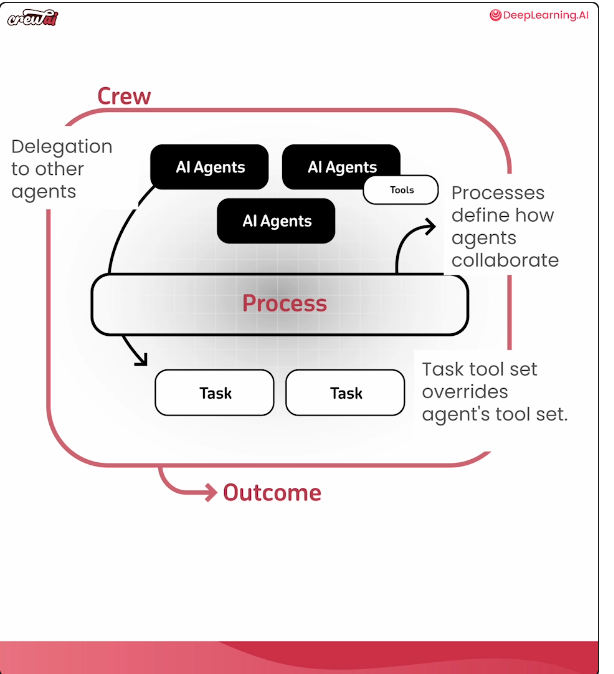 crewai
DeepLearning.AI
Crew
Delegation
to other
agents
AI Agents
AI Agents
Tools
AI Agents
Processes
define how
agents
collaborate
Process
Task tool set
overrides
agent's tool set.
Task
Task
Outcome